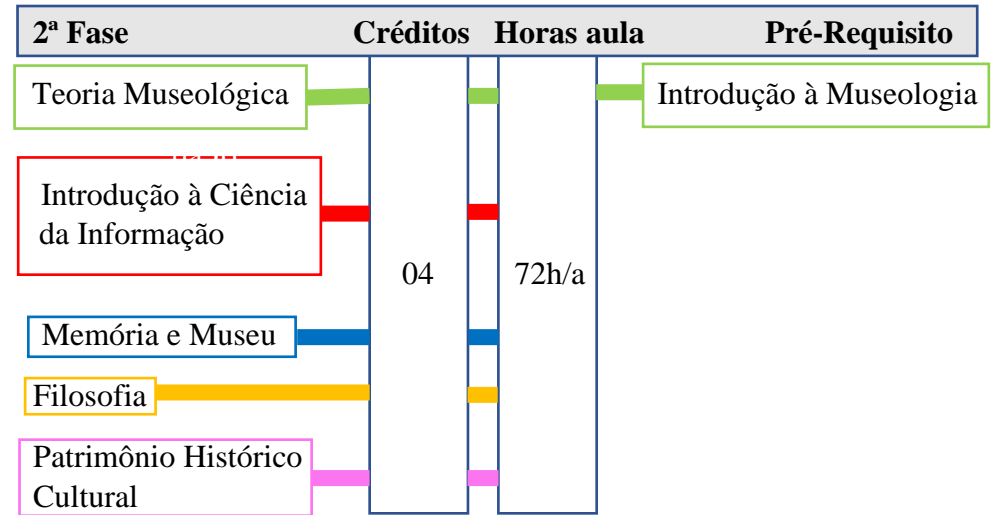 2ª Fase Créditos Horas aula Pré-Requisito
Teoria Museológica Introdução à Museologia
Introdução à Ciência
da Informação
04 72h/a
Memória e Museu
Filosofia
Patrimônio Histórico
Cultural